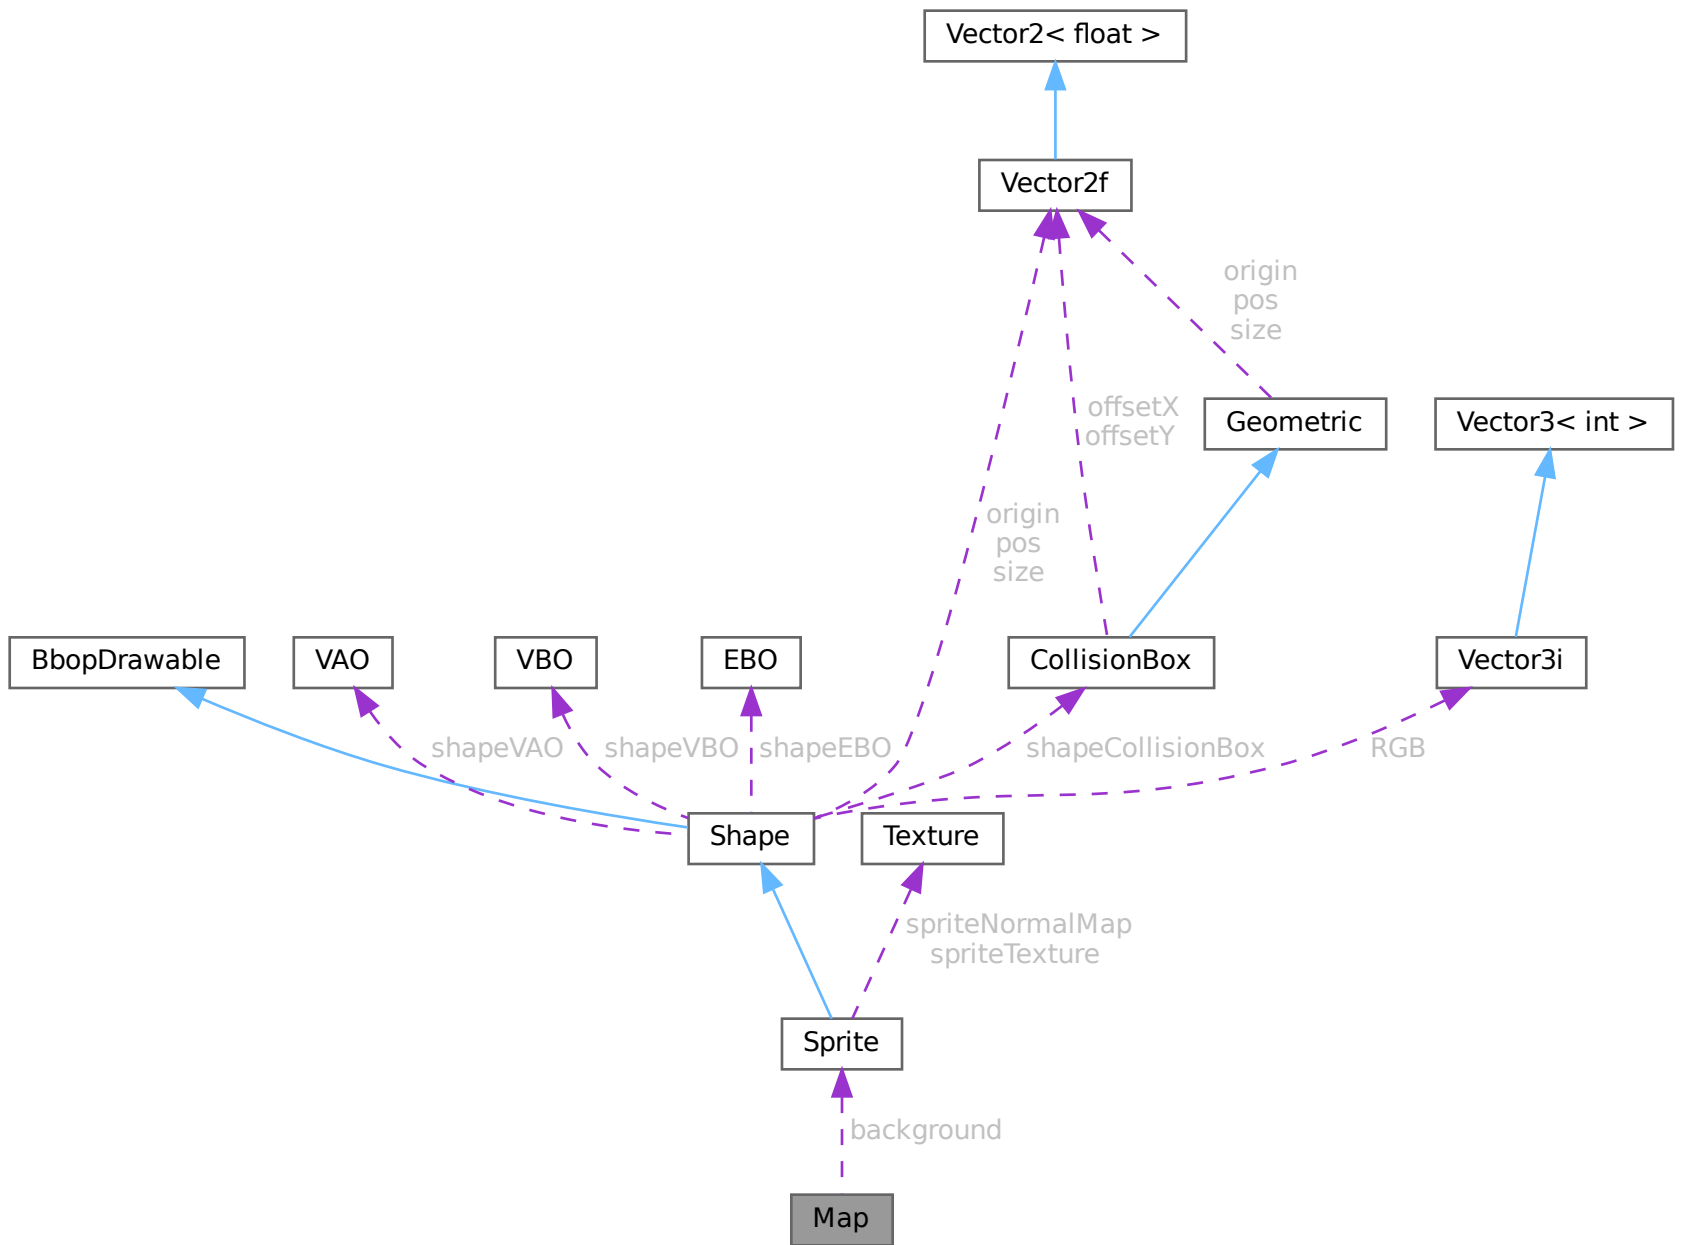 Vector2< float >
Vector2f
origin
pos
size
offsetX
offsetY
Geometric
Vector3< int >
origin
pos
size
BbopDrawable
VAO
VBO
EBO
CollisionBox
Vector3i
shapeVAO
shapeVBO
shapeEBO
shapeCollisionBox
RGB
Shape
Texture
spriteNormalMap
spriteTexture
Sprite
background
Map